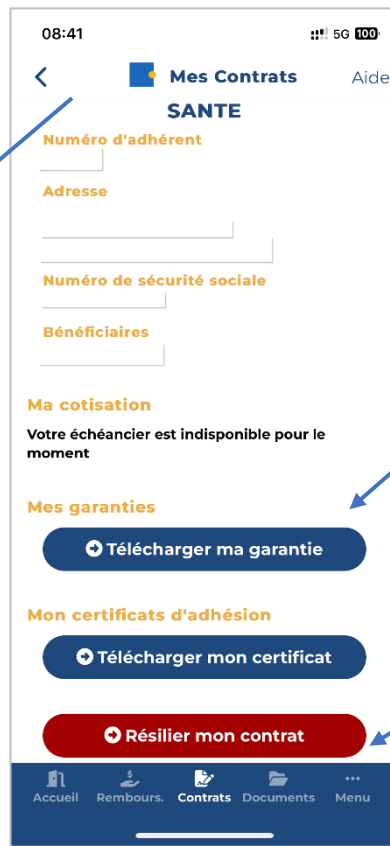 08:41
5G 100
Mes Contrats
Aide
SANTE
Numéro d'adhérent
Adresse
Numéro de sécurité sociale
Bénéficiaires
Ma cotisation
Votre échéancier est indisponible pour le
moment
Mes garanties
Télécharger ma garantie
Mon certificats d'adhésion
Télécharger mon certificat
Résilier mon contrat
Accueil Rembours. Contrats Documents Menu